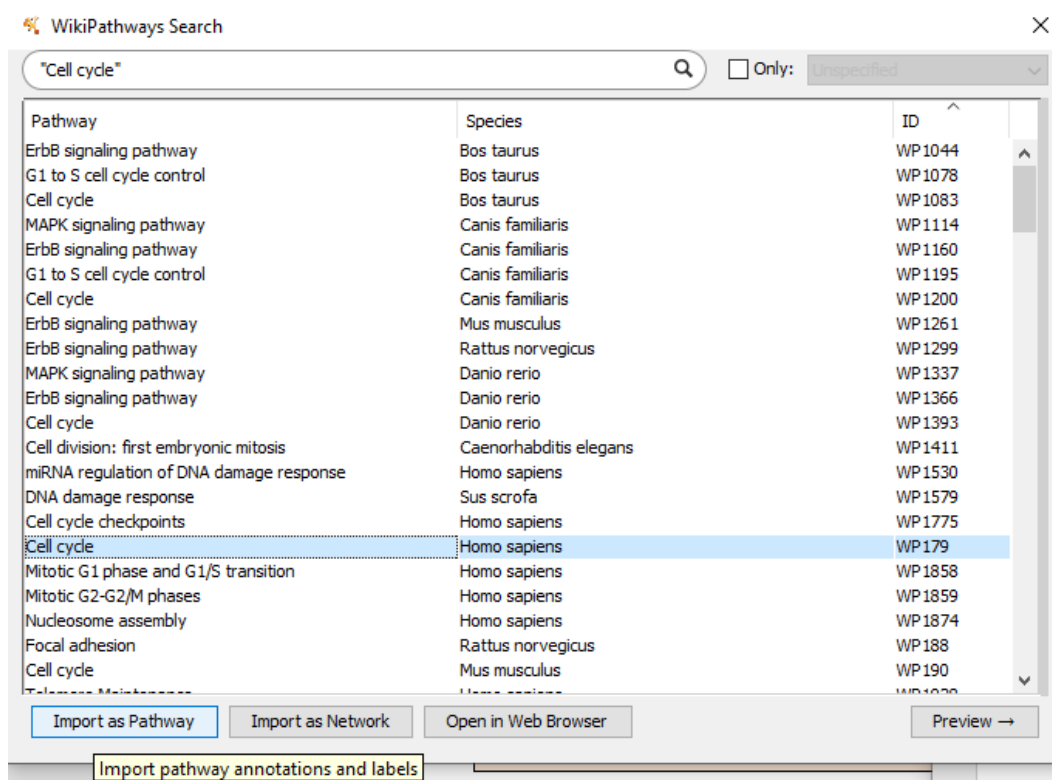 WikiPathways Search
"Cell cycle" Only: Unspecified
Pathway Species ID
ErbB signaling pathway Bos taurus WP1044
G1 to S cell cycle control Bos taurus WP1078
Cell cycle Bos taurus WP1083
MAPK signaling pathway Canis familiaris WP1114
ErbB signaling pathway Canis familiaris WP1160
G1 to S cell cycle control Canis familiaris WP1195
Cell cycle Canis familiaris WP1200
ErbB signaling pathway Mus musculus WP1261
ErbB signaling pathway Rattus norvegicus WP1299
MAPK signaling pathway Danio rerio WP1337
ErbB signaling pathway Danio rerio WP1366
Cell cycle Danio rerio WP1393
Cell division: first embryonic mitosis Caenorhabditis elegans WP1411
miRNA regulation of DNA damage response Homo sapiens WP1530
DNA damage response Sus scrofa WP1579
Cell cycle checkpoints Homo sapiens WP1775
Cell cycle Homo sapiens WP179
Mitotic G1 phase and G1/S transition Homo sapiens WP1858
Mitotic G2-G2/M phases Homo sapiens WP1859
Nucleosome assembly Homo sapiens WP1874
Focal adhesion Rattus norvegicus WP188
Cell cycle Mus musculus WP190
Telomere Maintenance Homo sapiens
Import as Pathway Import as Network Open in Web Browser Preview →
Import pathway annotations and labels